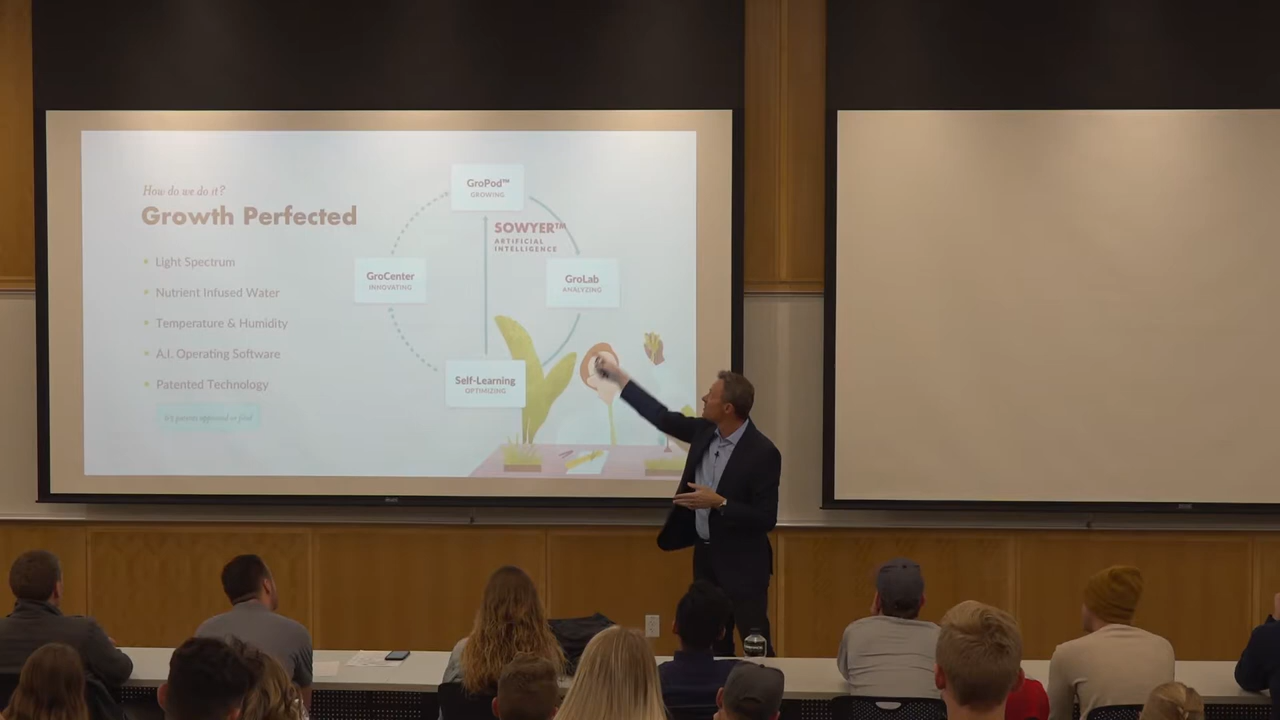 How do we do it?
Growth Perfected
Light Spectrum
Nutrient Infused Water
Temperature & Humidity
A.I. Operating Software
Patented Technology
GroPod™
GROWING
SOWYER™
ARTIFICIAL
INTELLIGENCE
GroCenter
INNOVATING
GroLab
ANALYZING
Self-Learning
OPTIMIZING